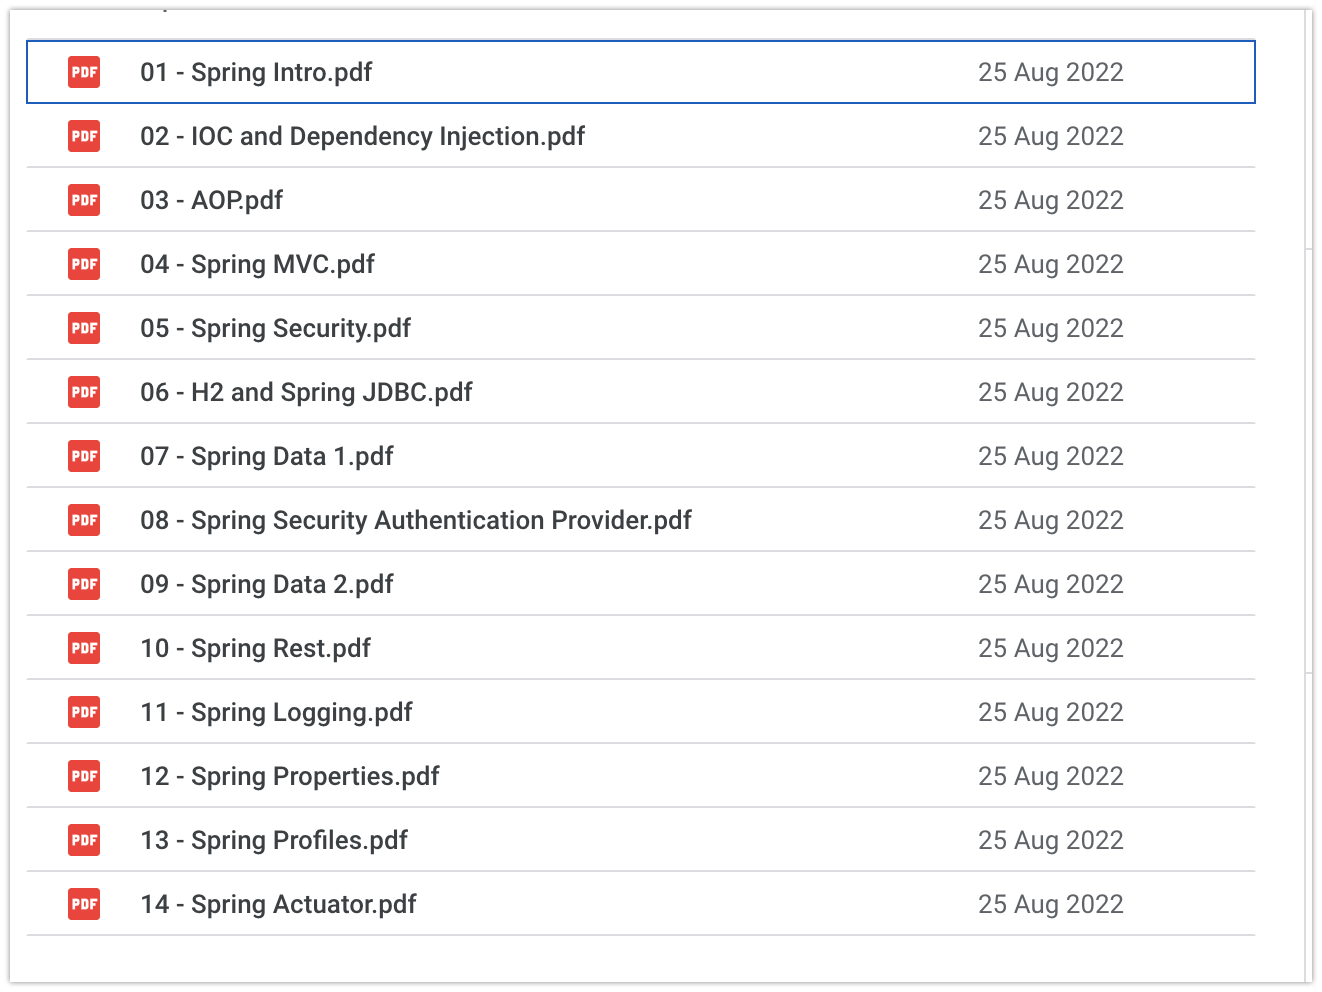 PDF 01 - Spring Intro.pdf 25 Aug 2022
PDF 02 - IOC and Dependency Injection.pdf 25 Aug 2022
PDF 03 - AOP.pdf 25 Aug 2022
PDF 04 - Spring MVC.pdf 25 Aug 2022
PDF 05 - Spring Security.pdf 25 Aug 2022
PDF 06 - H2 and Spring JDBC.pdf 25 Aug 2022
PDF 07 - Spring Data 1.pdf 25 Aug 2022
PDF 08 - Spring Security Authentication Provider.pdf 25 Aug 2022
PDF 09 - Spring Data 2.pdf 25 Aug 2022
PDF 10 - Spring Rest.pdf 25 Aug 2022
PDF 11 - Spring Logging.pdf 25 Aug 2022
PDF 12 - Spring Properties.pdf 25 Aug 2022
PDF 13 - Spring Profiles.pdf 25 Aug 2022
PDF 14 - Spring Actuator.pdf 25 Aug 2022